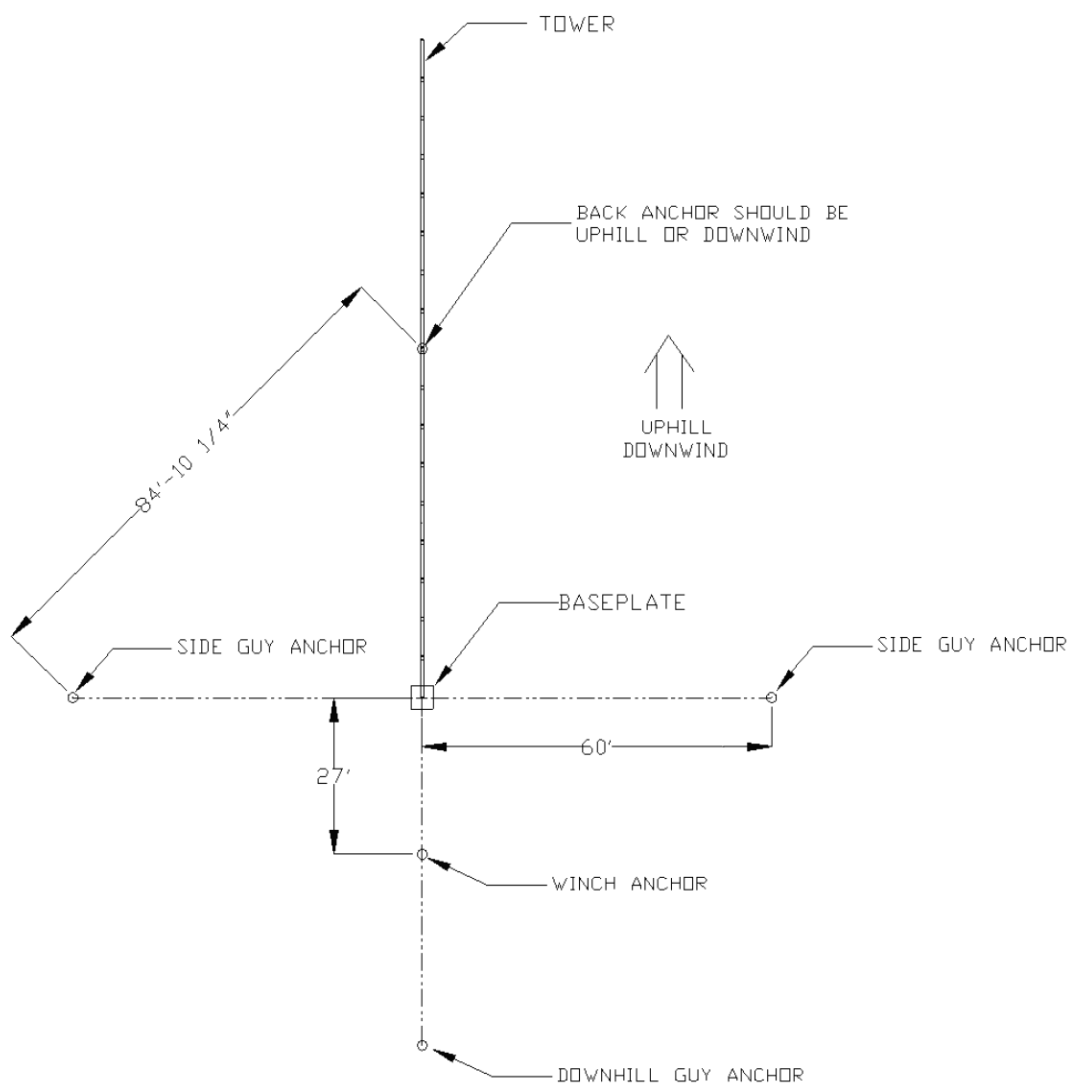 TOWER
BACK ANCHOR SHOULD BE
UPHILL OR DOWNWIND
84'-10 1/4"
UPHILL
DOWNWIND
BASEPLATE
SIDE GUY ANCHOR
SIDE GUY ANCHOR
60'
27'
WINCH ANCHOR
DOWNHILL GUY ANCHOR